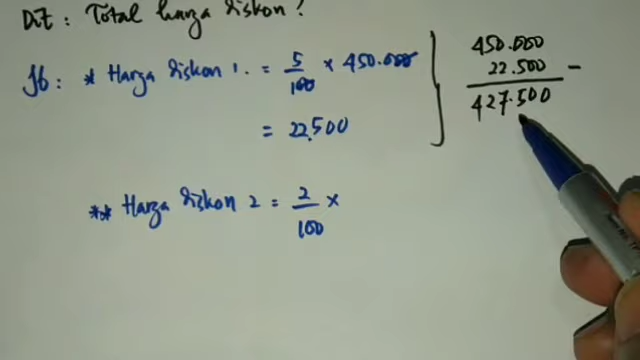 Dit : Total harga diskon !
Jb : * Harga diskon 1. = 5/100 × 450.000
= 22.500
450.000
22.500 −
427.500
** Harga diskon 2 = 2/100 ×